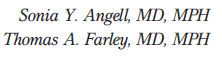 Sonia Y. Angell, MD, MPH
Thomas A. Farley, MD, MPH